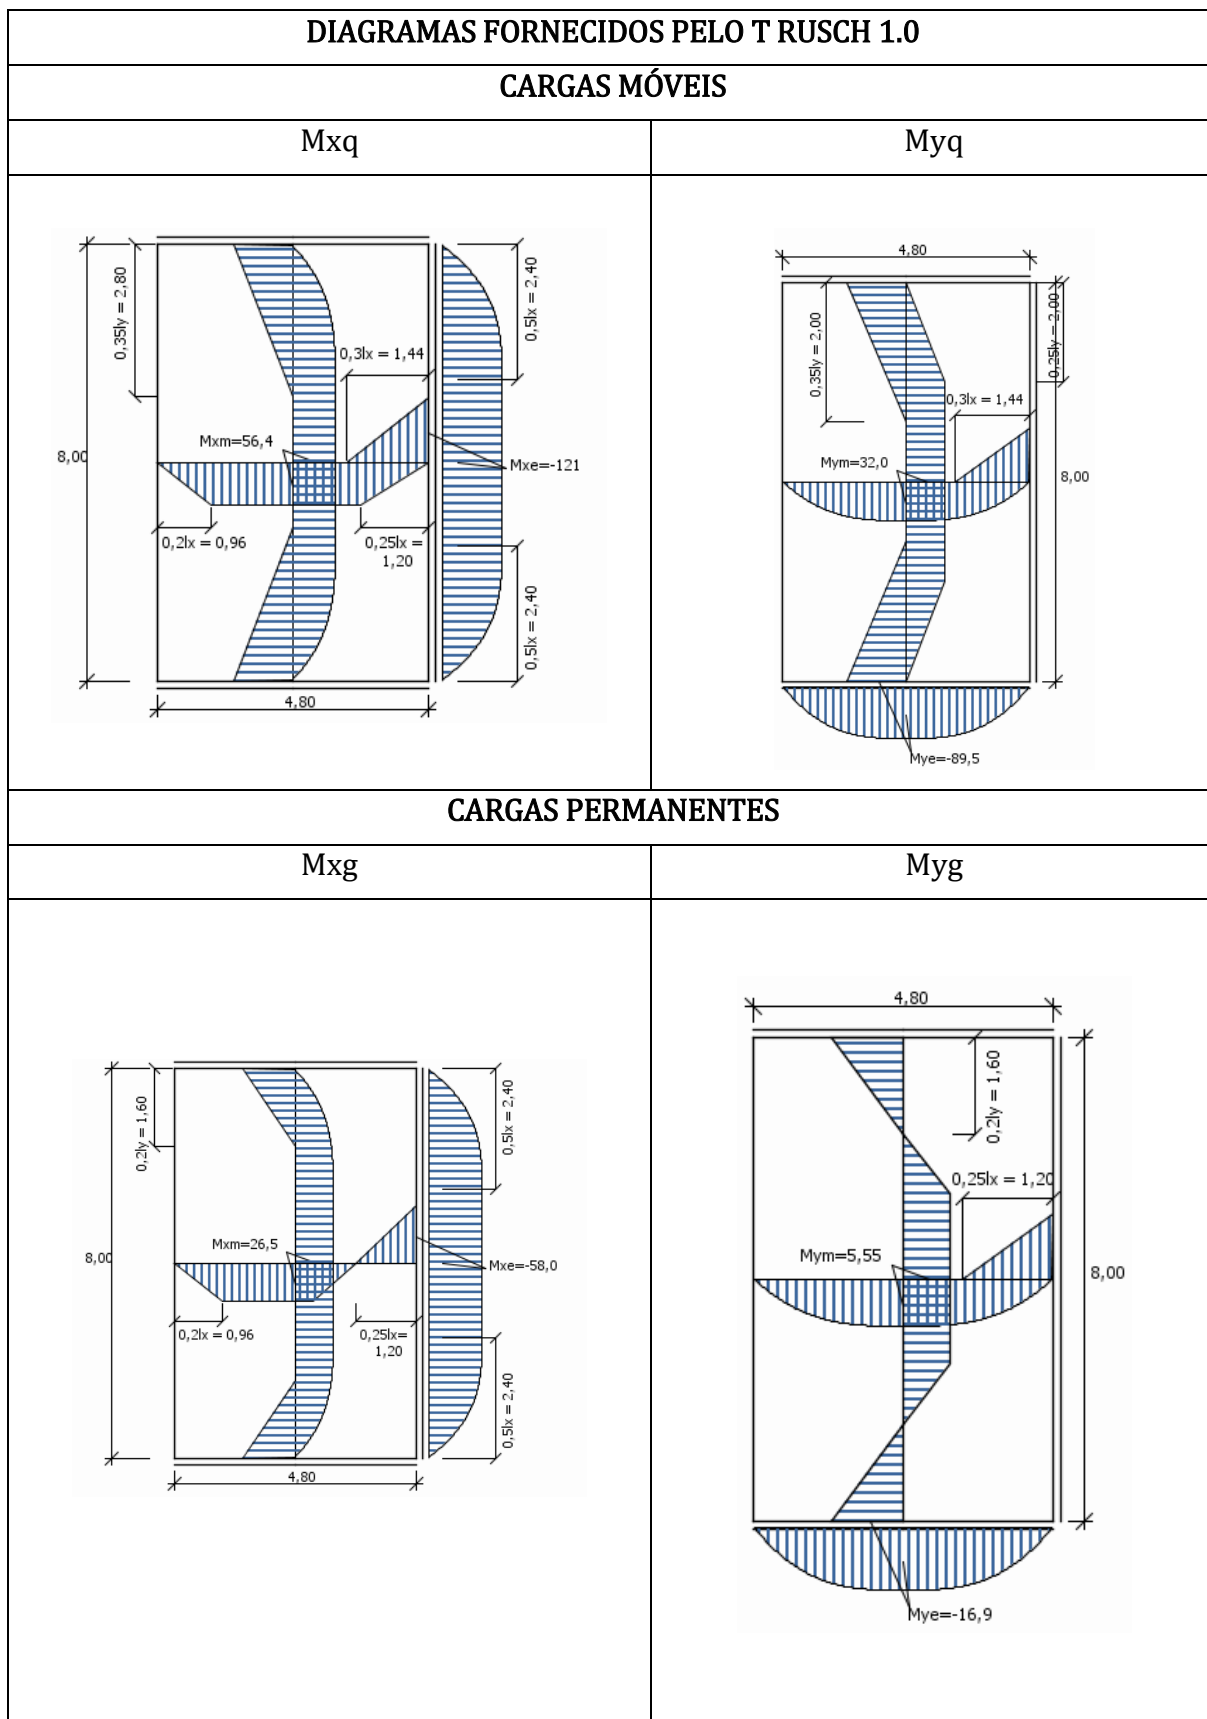 DIAGRAMAS FORNECIDOS PELO T RUSCH 1.0
CARGAS MÓVEIS
Mxq
Myq
0,35ly = 2,80
0,5lx = 2,40
0,3lx = 1,44
Mxm=56,4
8,00
Mxe=-121
0,2lx = 0,96
0,25lx =
1,20
0,5lx = 2,40
4,80
4,80
0,35ly = 2,00
0,25ly = 2,00
0,3lx = 1,44
Mym=32,0
8,00
Mye=-89,5
CARGAS PERMANENTES
Mxg
Myg
0,2ly = 1,60
0,5lx = 2,40
Mxm=26,5
8,00
Mxe=-58,0
0,2lx = 0,96
0,25lx=
1,20
0,5lx = 2,40
4,80
4,80
0,2ly = 1,60
0,25lx = 1,20
Mym=5,55
8,00
Mye=-16,9